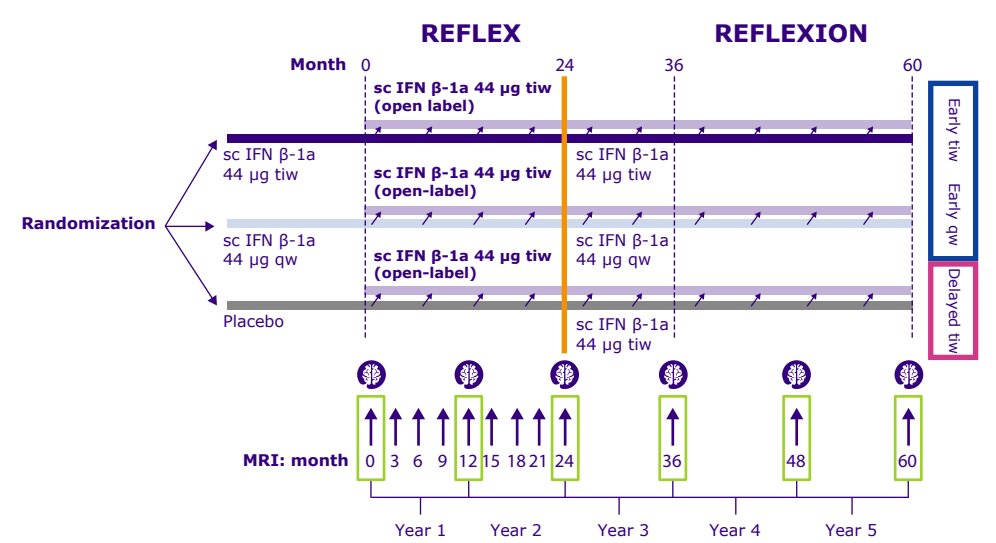 REFLEX
REFLEXION
Month 0 24 36 60
sc IFN β-1a 44 µg tiw
(open label)
sc IFN β-1a
44 µg tiw
sc IFN β-1a
44 µg tiw
Early tiw
sc IFN β-1a 44 µg tiw
(open-label)
Randomization
sc IFN β-1a
44 µg qw
sc IFN β-1a
44 µg qw
Early qw
sc IFN β-1a 44 µg tiw
(open-label)
Placebo
sc IFN β-1a
44 µg tiw
Delayed tiw
MRI: month 0 3 6 9 12 15 18 21 24 36 48 60
Year 1 Year 2 Year 3 Year 4 Year 5